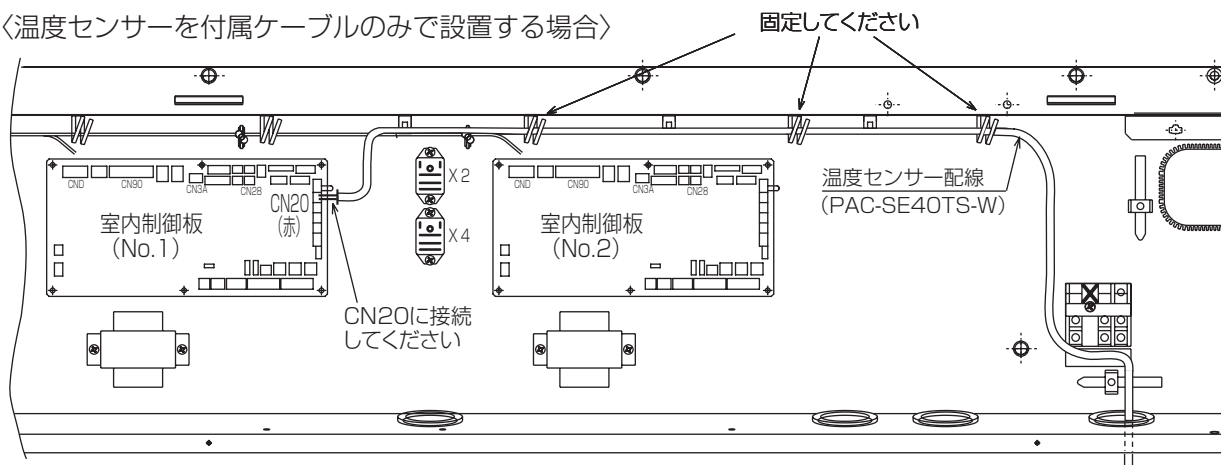 〈温度センサーを付属ケーブルのみで設置する場合〉
固定してください
CND
CN90
CN3A
CN28
CN20
(赤)
室内制御板
(No.1)
X2
X4
CND
CN90
CN3A
CN28
室内制御板
(No.2)
温度センサー配線
(PAC-SE40TS-W)
CN20に接続
してください